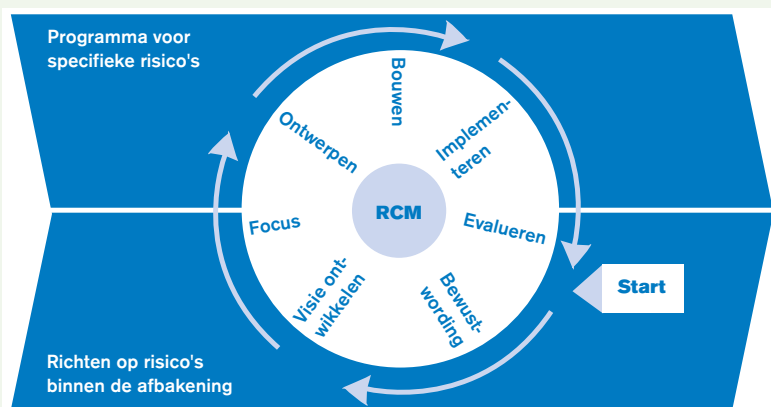 Programma voor
specifieke risico's
Bouwen
Implemen-
teren
Evalueren
Start
Bewust-
wording
Visie ont-
wikkelen
Focus
Ontwerpen
RCM
Richten op risico's
binnen de afbakening